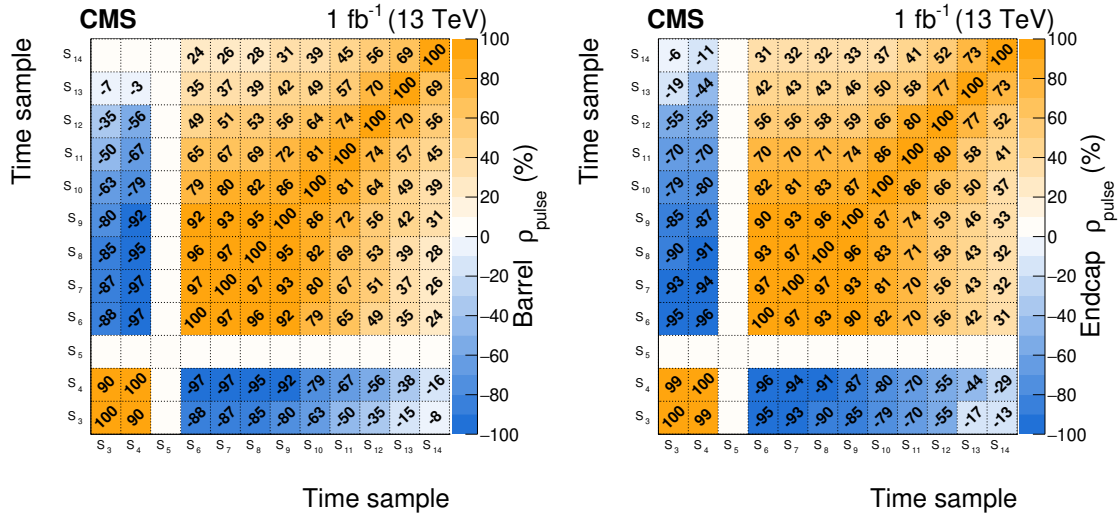 CMS
1 fb⁻¹ (13 TeV)
Time sample
S14 24 26 28 31 39 45 56 69 100
S13 -7 -3 35 37 39 42 49 57 70 100 69
S12 -35 -56 49 51 53 56 64 74 100 70 56
S11 -50 -67 65 67 69 72 81 100 74 57 45
S10 -63 -79 79 80 82 86 100 81 64 49 39
S9 -80 -92 92 93 95 100 86 72 56 42 31
S8 -85 -95 96 97 100 95 82 69 53 39 28
S7 -87 -97 97 100 97 93 80 67 51 37 26
S6 -88 -97 100 97 96 92 79 65 49 35 24
S5
S4 90 100 -97 -97 -95 -92 -79 -67 -56 -38 -16
S3 100 90 -88 -87 -85 -80 -63 -50 -35 -15 -8
S3 S4 S5 S6 S7 S8 S9 S10 S11 S12 S13 S14
Time sample
100
80
60
40
20
0
−20
−40
−60
−80
−100
Barrel ρpulse (%)
CMS
1 fb⁻¹ (13 TeV)
Time sample
S14 -6 -11 31 32 32 33 37 41 52 73 100
S13 -19 -44 42 43 43 46 50 58 77 100 73
S12 -55 -55 56 56 58 59 66 80 100 77 52
S11 -70 -70 70 70 71 74 86 100 80 58 41
S10 -79 -80 82 81 83 87 100 86 66 50 37
S9 -85 -87 90 93 96 100 87 74 59 46 33
S8 -90 -91 93 97 100 96 83 71 58 43 32
S7 -93 -94 97 100 97 93 81 70 56 43 32
S6 -95 -96 100 97 93 90 82 70 56 42 31
S5
S4 99 100 -96 -94 -91 -87 -80 -70 -55 -44 -29
S3 100 99 -95 -93 -90 -85 -79 -70 -55 -17 -13
S3 S4 S5 S6 S7 S8 S9 S10 S11 S12 S13 S14
Time sample
100
80
60
40
20
0
−20
−40
−60
−80
−100
Endcap ρpulse (%)